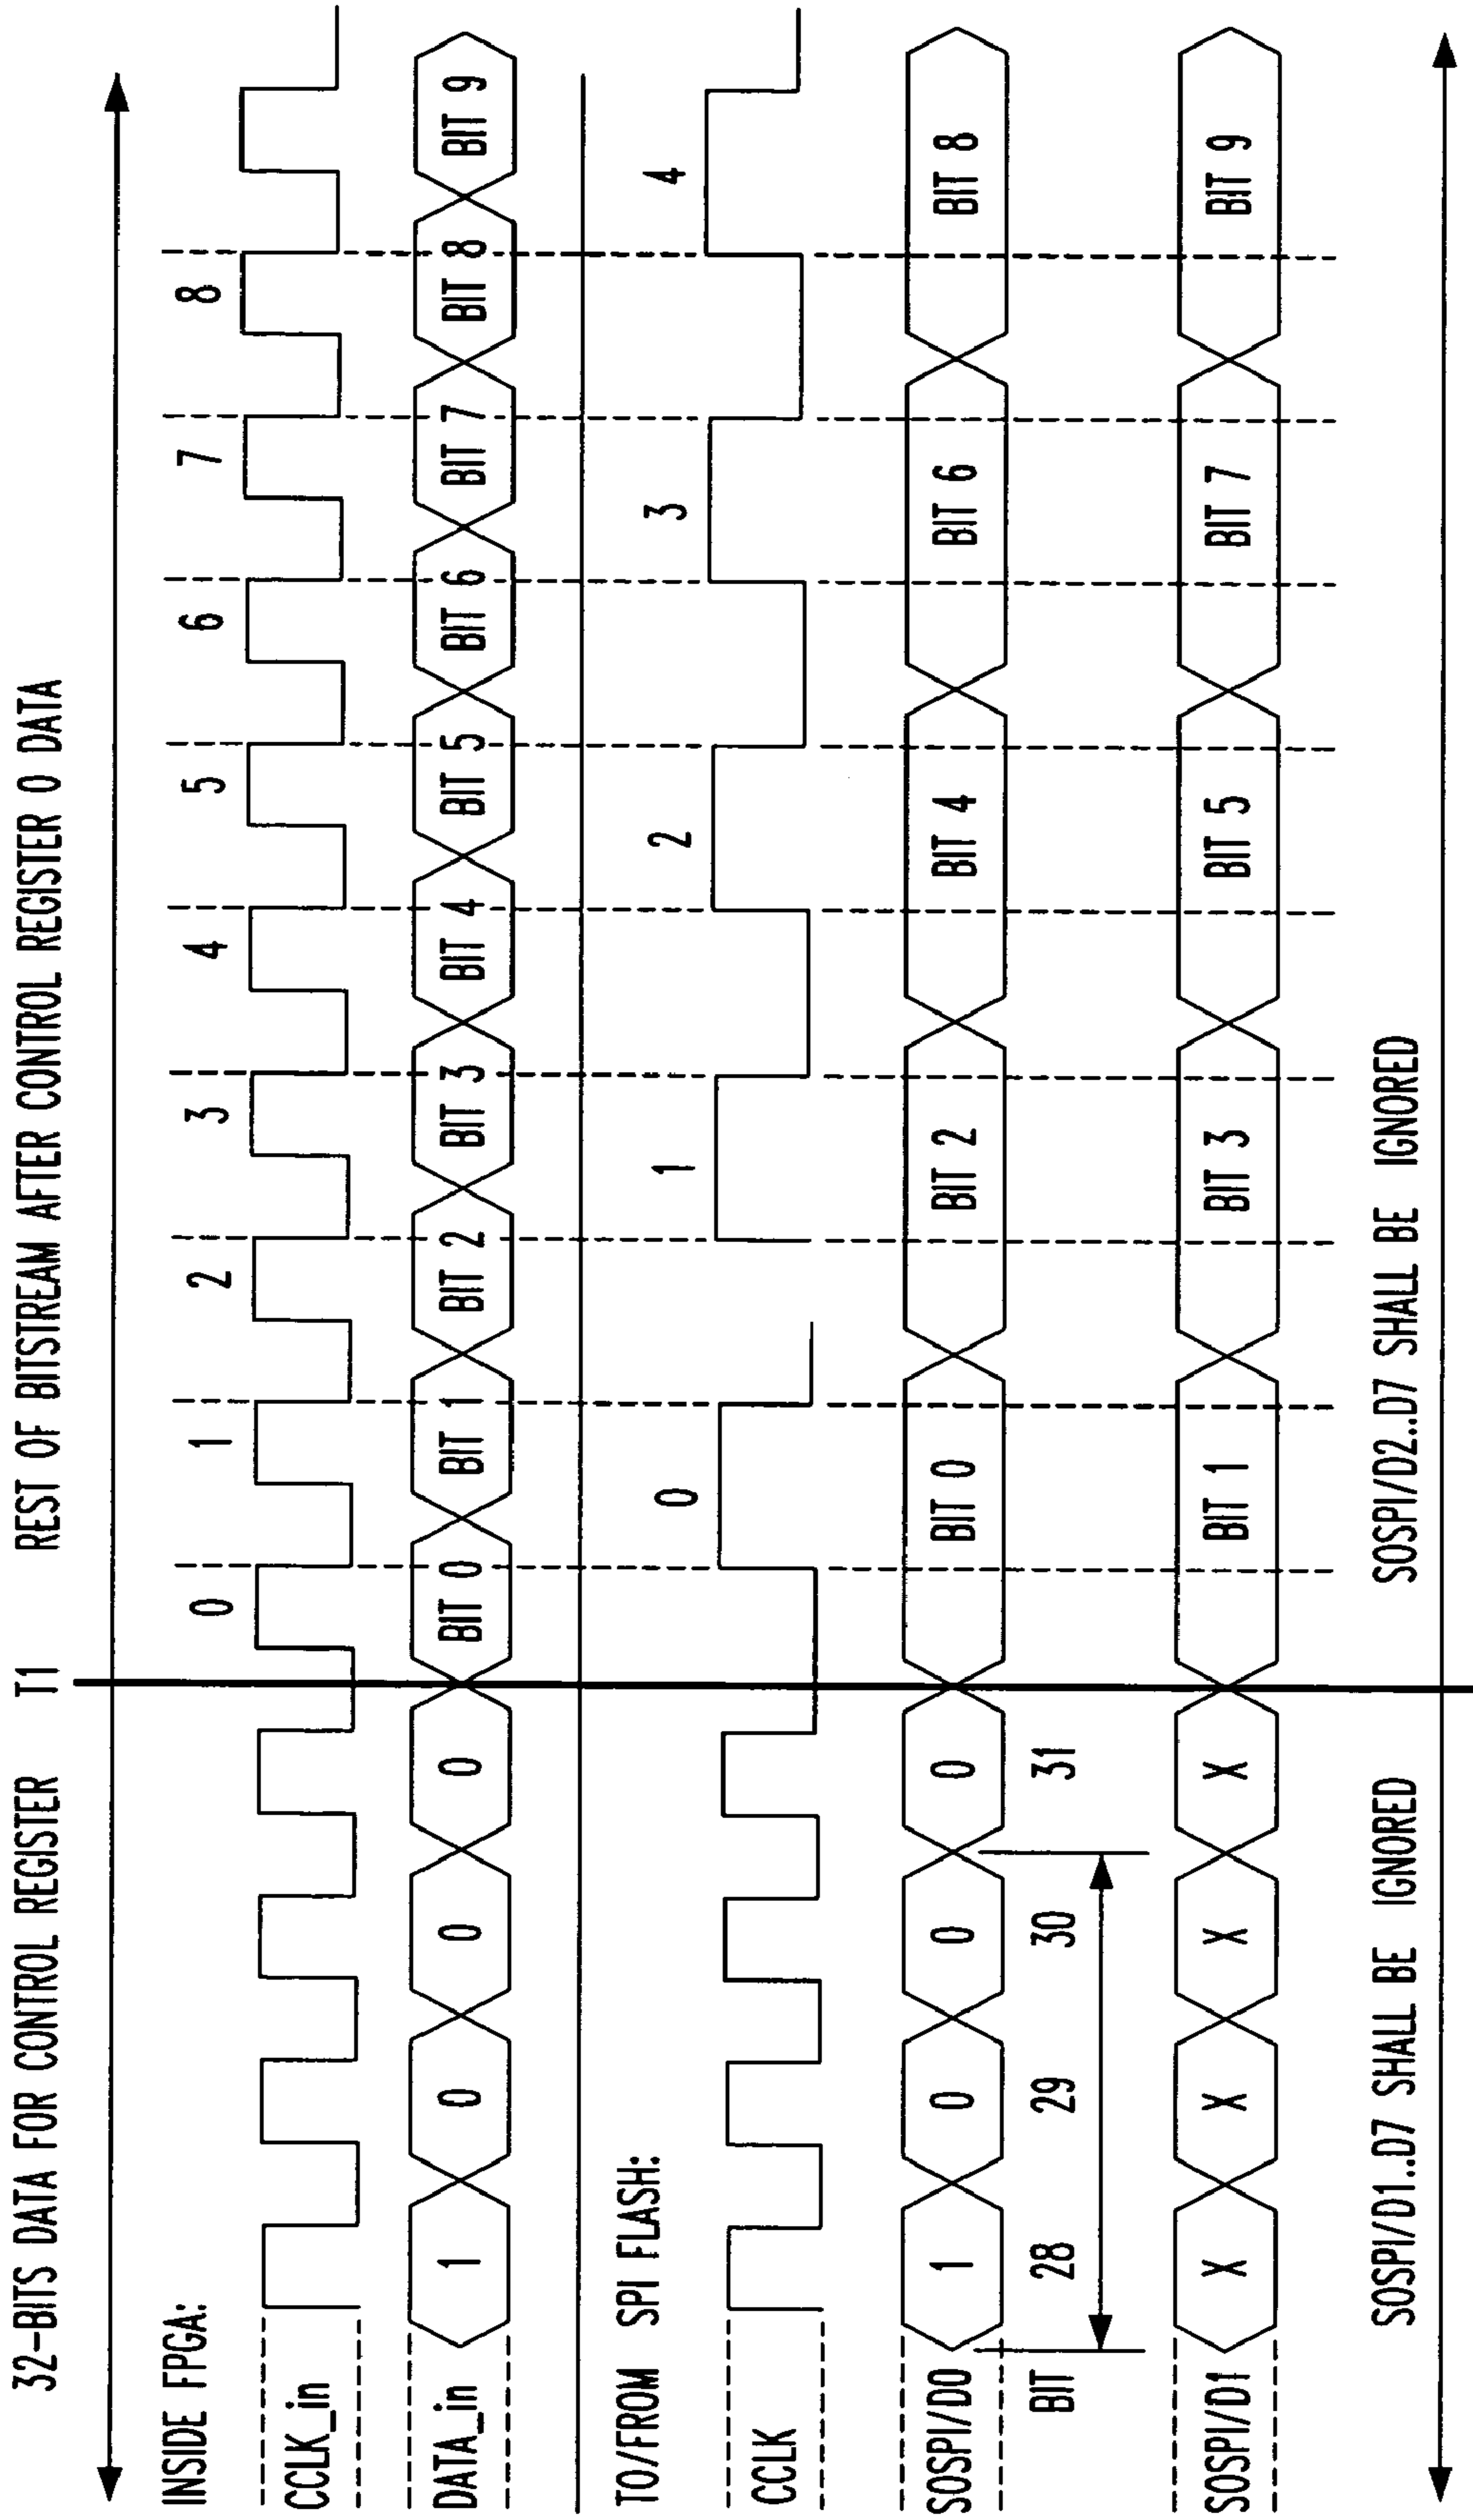 32-BITS DATA FOR CONTROL REGISTER T1 REST OF BITSTREAM AFTER CONTROL REGISTER 0 DATA
INSIDE FPGA:
0 1 2 3 4 5 6 7 8
CCLK_in
DATA_in 1 0 0 0 BIT 0 BIT 1 BIT 2 BIT 3 BIT 4 BIT 5 BIT 6 BIT 7 BIT 8 BIT 9
TO/FROM SPI FLASH:
0 1 2 3 4
CCLK
SOSPI/D0 1 0 0 0 BIT 0 BIT 2 BIT 4 BIT 6 BIT 8
BIT 28 29 30 31
SOSPI/D1 X X X X BIT 1 BIT 3 BIT 5 BIT 7 BIT 9
SOSPI/D1..D7 SHALL BE IGNORED SOSPI/D2..D7 SHALL BE IGNORED